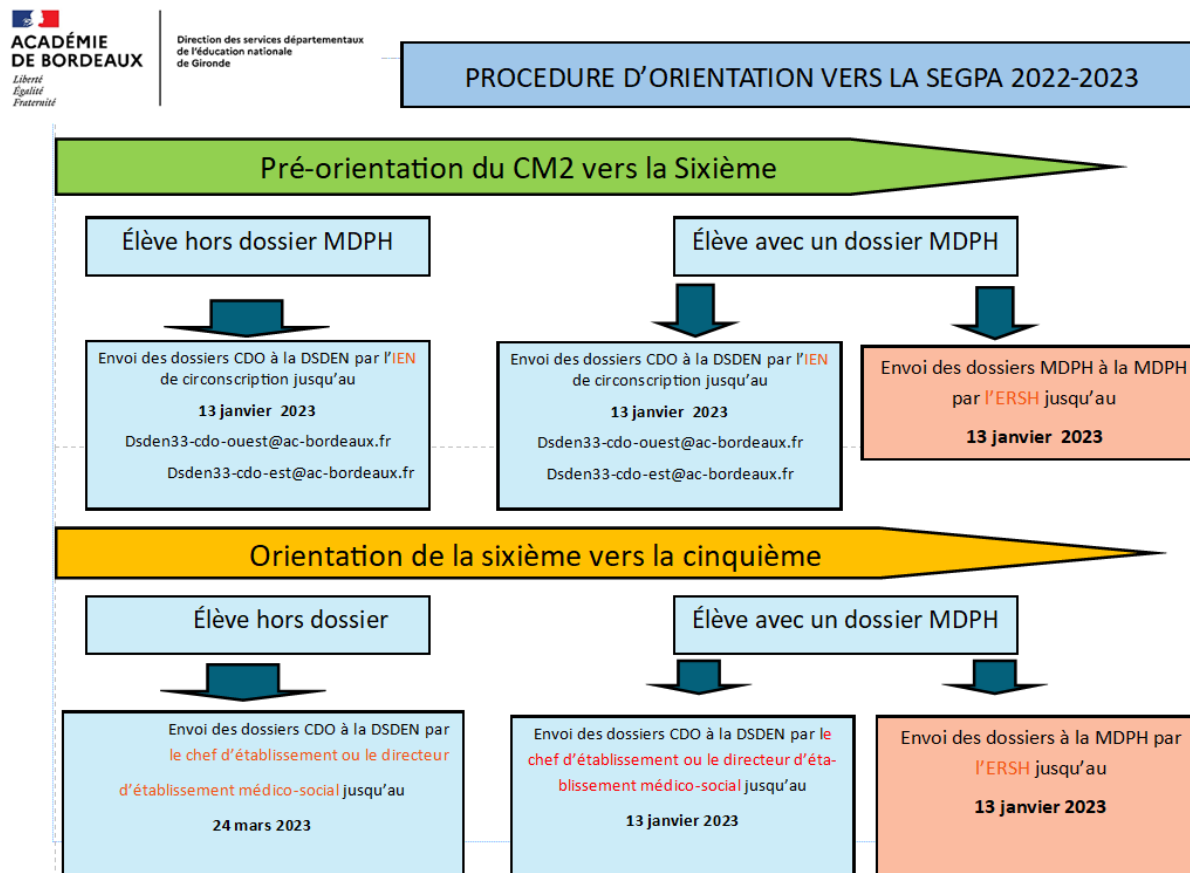 ACADÉMIE
DE BORDEAUX
Liberté
Égalité
Fraternité
Direction des services départementaux
de l'éducation nationale
de Gironde
PROCEDURE D'ORIENTATION VERS LA SEGPA 2022-2023
Pré-orientation du CM2 vers la Sixième
Élève hors dossier MDPH
Élève avec un dossier MDPH
Envoi des dossiers CDO à la DSDEN par l'IEN
de circonscription jusqu'au
13 janvier 2023
Dsden33-cdo-ouest@ac-bordeaux.fr
Dsden33-cdo-est@ac-bordeaux.fr
Envoi des dossiers CDO à la DSDEN par l'IEN
de circonscription jusqu'au
13 janvier 2023
Dsden33-cdo-ouest@ac-bordeaux.fr
Dsden33-cdo-est@ac-bordeaux.fr
Envoi des dossiers MDPH à la MDPH
par l'ERSH jusqu'au
13 janvier 2023
Orientation de la sixième vers la cinquième
Élève hors dossier
Élève avec un dossier MDPH
Envoi des dossiers CDO à la DSDEN par
le chef d'établissement ou le directeur
d'établissement médico-social jusqu'au
24 mars 2023
Envoi des dossiers CDO à la DSDEN par le
chef d'établissement ou le directeur d'éta-
blissement médico-social jusqu'au
13 janvier 2023
Envoi des dossiers à la MDPH par
l'ERSH jusqu'au
13 janvier 2023